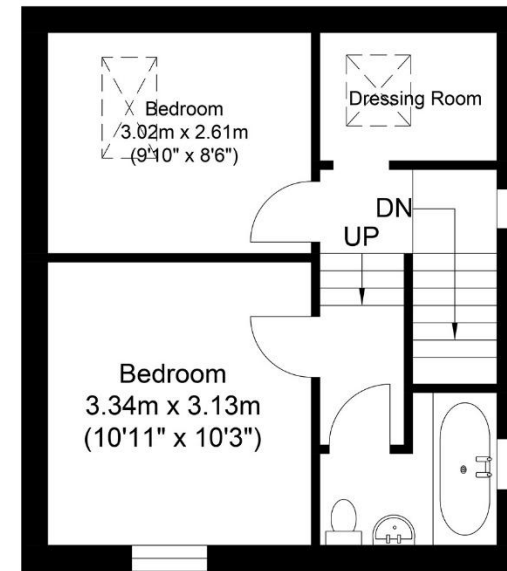 Bedroom
3.02m x 2.61m
(9'10" x 8'6")
Dressing Room
DN
UP
Bedroom
3.34m x 3.13m
(10'11" x 10'3")